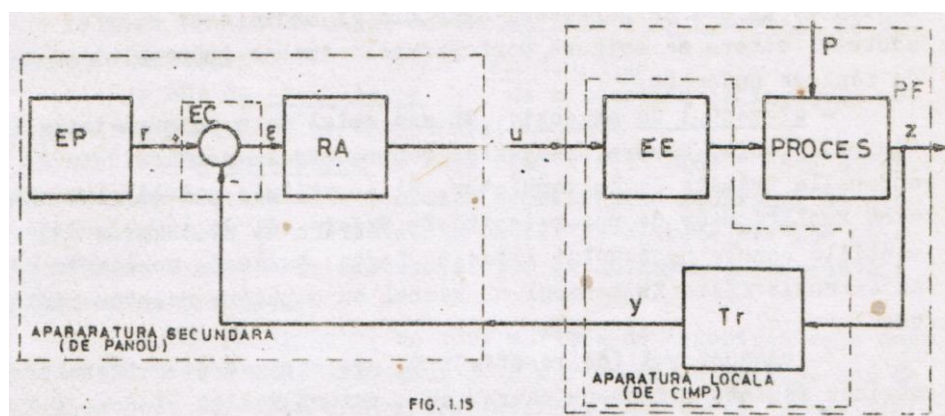 P
PF
EP
r
EC
ε
RA
u
EE
PROCES
z
y
Tr
APARARATURA SECUNDARA
(DE PANOU)
FIG. 1.15
APARATURA LOCALA
(DE CIMP)